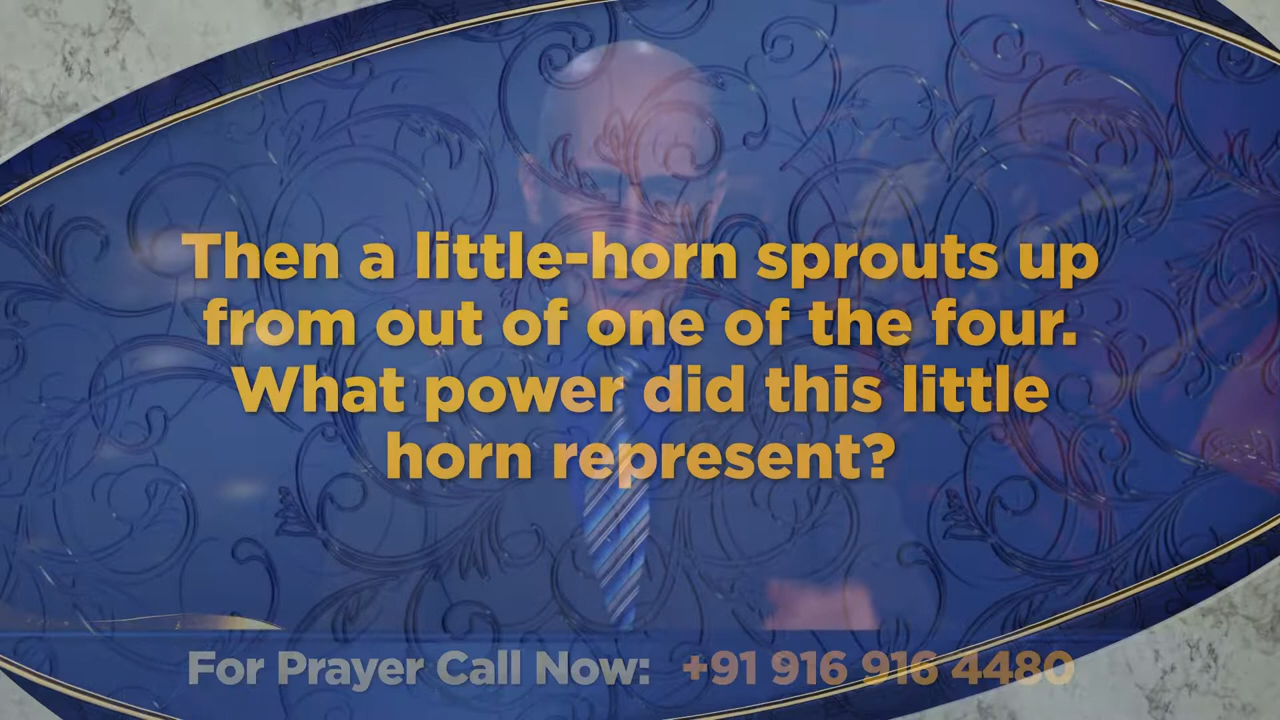 Then a little-horn sprouts up
from out of one of the four.
What power did this little
horn represent?
For Prayer Call Now: +91 916 916 4480